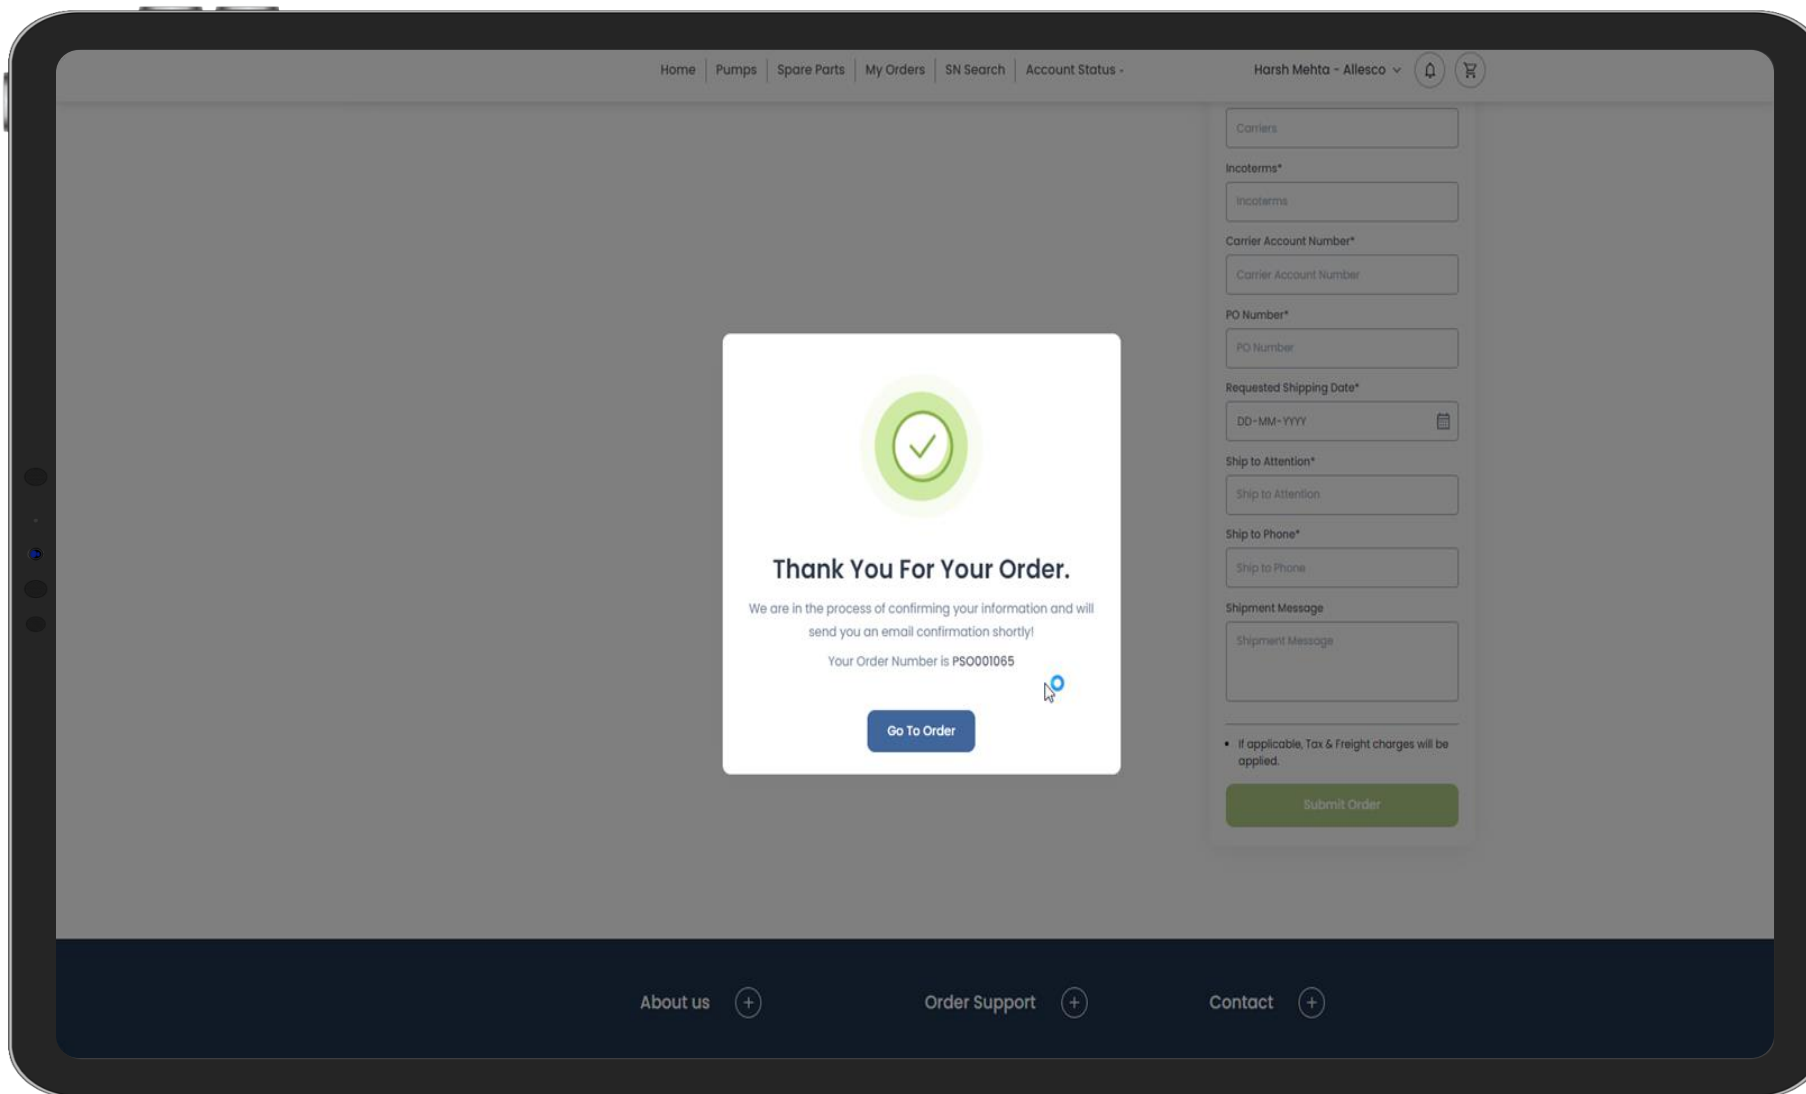 Home
Pumps
Spare Parts
My Orders
SN Search
Account Status
Harsh Mehta - Allesco
Carriers
Incoterms*
Incoterms
Carrier Account Number*
Carrier Account Number
PO Number*
PO Number
Requested Shipping Date*
DD-MM-YYYY
Ship to Attention*
Ship to Attention
Ship to Phone*
Ship to Phone
Shipment Message
Shipment Message
• If applicable, Tax & Freight charges will be
applied.
Submit Order
Thank You For Your Order.
We are in the process of confirming your information and will
send you an email confirmation shortly!
Your Order Number is PSO001065
Go To Order
About us
Order Support
Contact